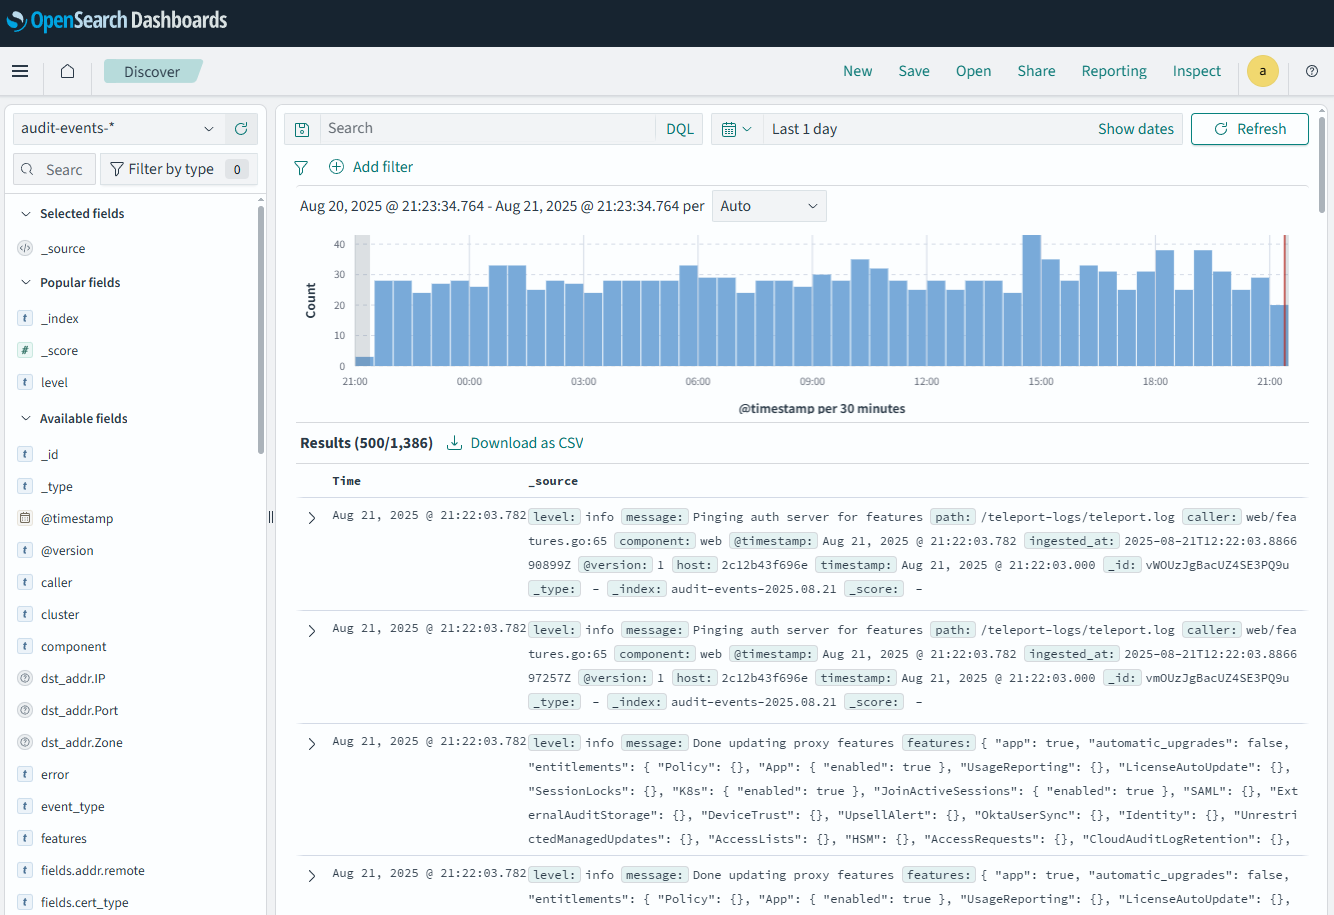 OpenSearch Dashboards
Discover
New Save Open Share Reporting Inspect a
audit-events-*
Searc Filter by type 0
Selected fields
_source
Popular fields
_index
_score
level
Available fields
_id
_type
@timestamp
@version
caller
cluster
component
dst_addr.IP
dst_addr.Port
dst_addr.Zone
error
event_type
features
fields.addr.remote
fields.cert_type
Search DQL Last 1 day Show dates Refresh
Add filter
Aug 20, 2025 @ 21:23:34.764 - Aug 21, 2025 @ 21:23:34.764 per Auto
Count
40
30
20
10
0
21:00 00:00 03:00 06:00 09:00 12:00 15:00 18:00 21:00
@timestamp per 30 minutes
Results (500/1,386) Download as CSV
Time _source
Aug 21, 2025 @ 21:22:03.782 level: info message: Pinging auth server for features path: /teleport-logs/teleport.log caller: web/fea
tures.go:65 component: web @timestamp: Aug 21, 2025 @ 21:22:03.782 ingested_at: 2025-08-21T12:22:03.8866
90899Z @version: 1 host: 2c12b43f696e timestamp: Aug 21, 2025 @ 21:22:03.000 _id: vWOUzJgBacUZ4SE3PQ9u
_type: - _index: audit-events-2025.08.21 _score: -
Aug 21, 2025 @ 21:22:03.782 level: info message: Pinging auth server for features path: /teleport-logs/teleport.log caller: web/fea
tures.go:65 component: web @timestamp: Aug 21, 2025 @ 21:22:03.782 ingested_at: 2025-08-21T12:22:03.8866
97257Z @version: 1 host: 2c12b43f696e timestamp: Aug 21, 2025 @ 21:22:03.000 _id: vmOUzJgBacUZ4SE3PQ9u
_type: - _index: audit-events-2025.08.21 _score: -
Aug 21, 2025 @ 21:22:03.782 level: info message: Done updating proxy features features: { "app": true, "automatic_upgrades": false,
"entitlements": { "Policy": {}, "App": { "enabled": true }, "UsageReporting": {}, "LicenseAutoUpdate": {},
"SessionLocks": {}, "K8s": { "enabled": true }, "JoinActiveSessions": { "enabled": true }, "SAML": {}, "Ext
ernalAuditStorage": {}, "DeviceTrust": {}, "UpsellAlert": {}, "OktaUserSync": {}, "Identity": {}, "Unrestri
ctedManagedUpdates": {}, "AccessLists": {}, "HSM": {}, "AccessRequests": {}, "CloudAuditLogRetention": {},
Aug 21, 2025 @ 21:22:03.782 level: info message: Done updating proxy features features: { "app": true, "automatic_upgrades": false,
"entitlements": { "Policy": {}, "App": { "enabled": true }, "UsageReporting": {}, "LicenseAutoUpdate": {},